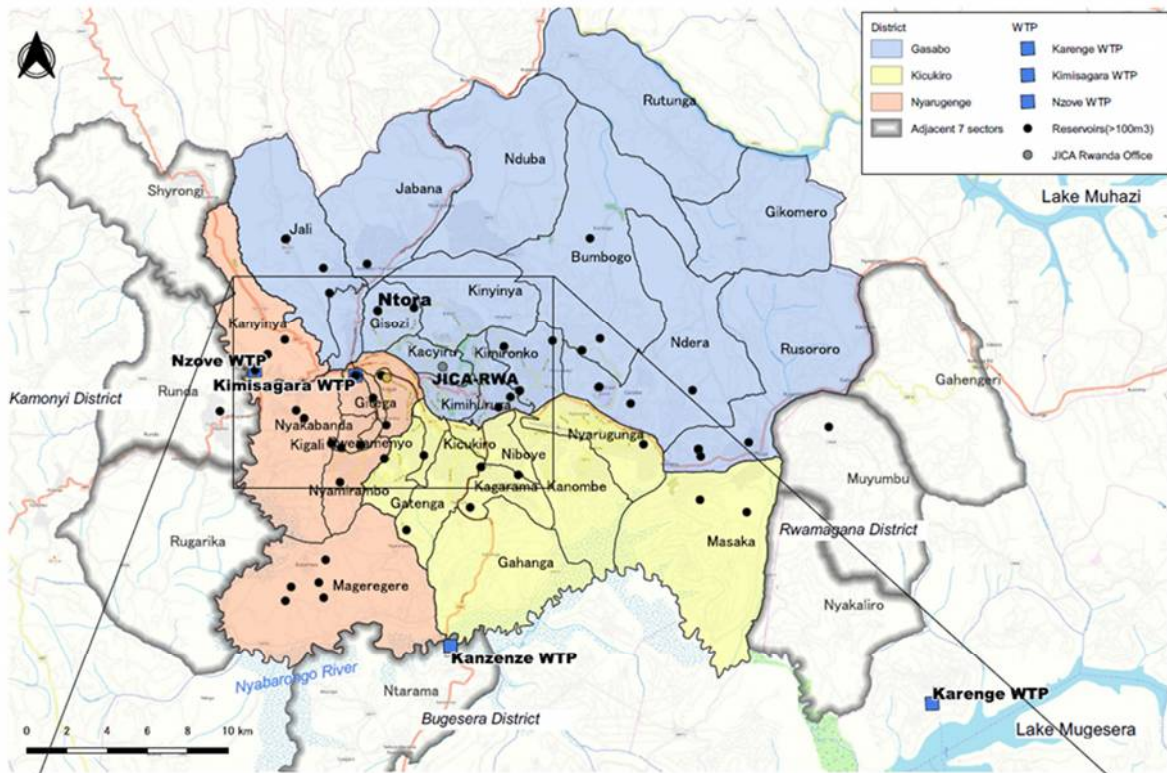 District
Gasabo
Kicukiro
Nyarugenge
Adjacent 7 sectors
WTP
Karenge WTP
Kimisagara WTP
Nzove WTP
Reservoirs(>100m3)
JICA Rwanda Office
Rutunga
Nduba
Shyrongi
Jabana
Lake Muhazi
Gikomero
Jali
Bumbogo
Kinyinya
Ntora
Gisozi
Kanyinya
Ndera
Rusororo
Kacyiru
Kimironko
Nzove WTP
Gahengeri
Runda
JICA-RWA
Kimisagara WTP
Kamonyi District
Gitega
Kimihurura
Nyakabanda
Nyarugunga
Kigali
Kicukiro
Niboye
Muyumbu
Kagarama
Kanombe
Nyamirambo
Gatenga
Rwamagana District
Masaka
Rugarika
Gahanga
Mageregere
Nyakaliro
Kanzenze WTP
Nyabarongo River
Ntarama
Karenge WTP
Bugesera District
Lake Mugesera
0 2 4 6 8 10 km